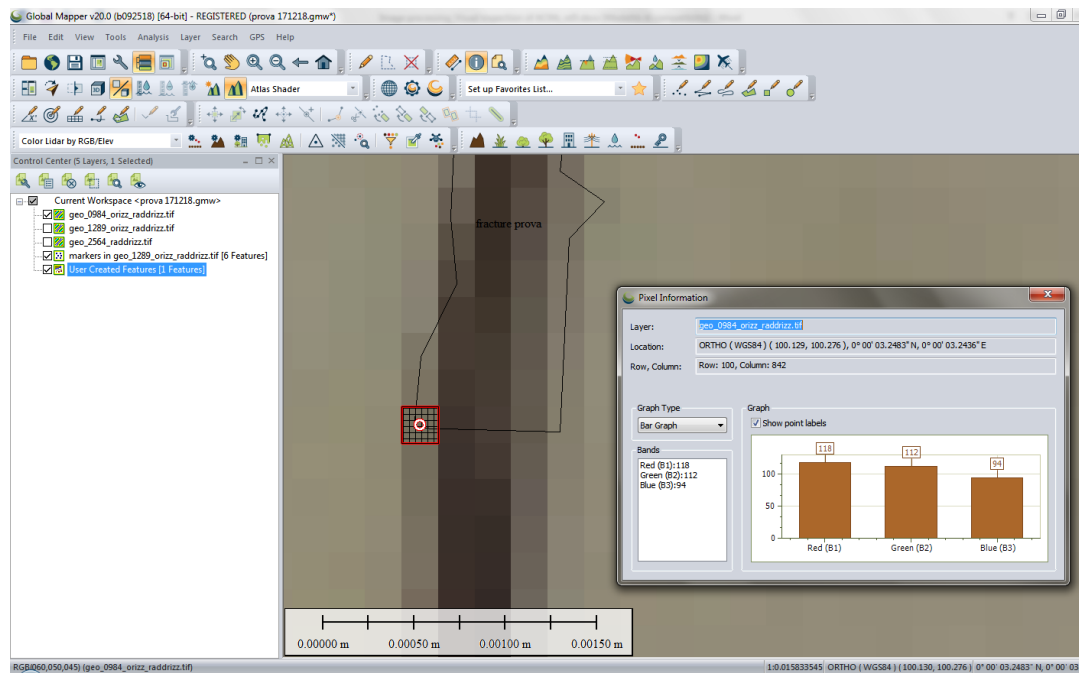 Global Mapper v20.0 (b092518) [64-bit] - REGISTERED (prova 171218.gmw*)
File Edit View Tools Analysis Layer Search GPS Help
Atlas Shader
Set up Favorites List...
Color Lidar by RGB/Elev
Control Center (5 Layers, 1 Selected)
Current Workspace <prova 171218.gmw>
geo_0984_orizz_raddrizz.tif
geo_1289_orizz_raddrizz.tif
geo_2564_raddrizz.tif
markers in geo_1289_orizz_raddrizz.tif [6 Features]
User Created Features [1 Features]
fracture prova
Pixel Information
Layer: geo_0984_orizz_raddrizz.tif
Location: ORTHO ( WGS84 ) ( 100.129, 100.276 ), 0° 00' 03.2483" N, 0° 00' 03.2436" E
Row, Column: Row: 100, Column: 842
Graph Type
Bar Graph
Bands
Red (B1):118
Green (B2):112
Blue (B3):94
Graph
Show point labels
118 112 94
100
50
0
Red (B1) Green (B2) Blue (B3)
0.00000 m 0.00050 m 0.00100 m 0.00150 m
RGB(060,050,045) (geo_0984_orizz_raddrizz.tif)
1:0.015833545 ORTHO ( WGS84 ) ( 100.130, 100.276 ) 0° 00' 03.2483" N, 0° 00' 03